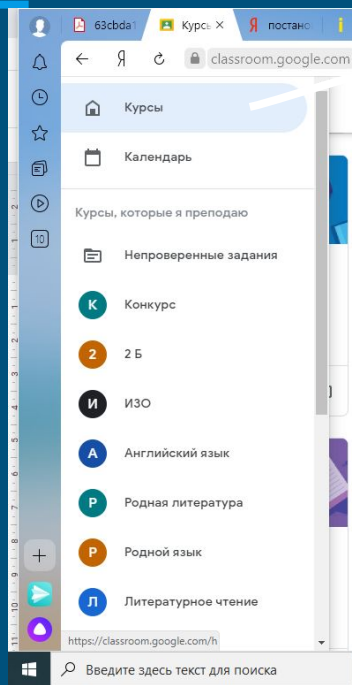 63cbda1
Курсы
постано
classroom.google.com
Курсы
Календарь
Курсы, которые я преподаю
10
Непроверенные задания
К Конкурс
2 2 Б
И ИЗО
А Английский язык
Р Родная литература
Р Родной язык
Л Литературное чтение
https://classroom.google.com/h
Введите здесь текст для поиска